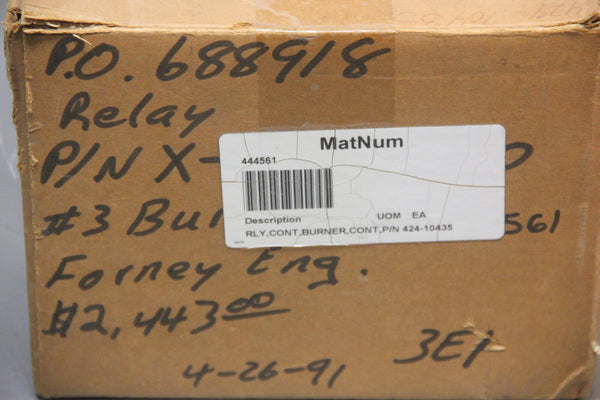 P.O. 688918
Relay
P/N X-
MatNum
444561
#3 Bu
561
Description UOM EA
RLY,CONT,BURNER,CONT,P/N 424-10435
Forney Eng.
$2,443.00
3E1
4-26-91